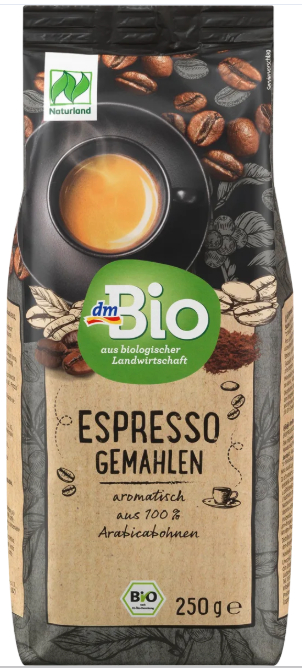 Naturland
dm Bio
aus biologischer
Landwirtschaft
ESPRESSO
GEMAHLEN
aromatisch
aus 100 %
Arabicabohnen
BIO
250 g e